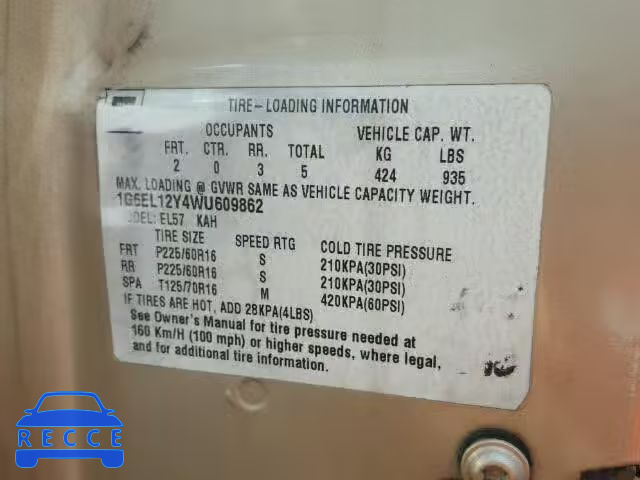 TIRE-LOADING INFORMATION
OCCUPANTS VEHICLE CAP. WT.
FRT. CTR. RR. TOTAL KG LBS
2 0 3 5 424 935
MAX. LOADING @ GVWR SAME AS VEHICLE CAPACITY WEIGHT.
1G6EL12Y4WU609862
ODEL: EL57 KAH
TIRE SIZE SPEED RTG COLD TIRE PRESSURE
FRT P225/60R16 S 210KPA(30PSI)
RR P225/60R16 S 210KPA(30PSI)
SPA T125/70R16 M 420KPA(60PSI)
IF TIRES ARE HOT, ADD 28KPA(4LBS)
See Owner's Manual for tire pressure needed at
160 Km/H (100 mph) or higher speeds, where legal,
and for additional tire information.
RECCE